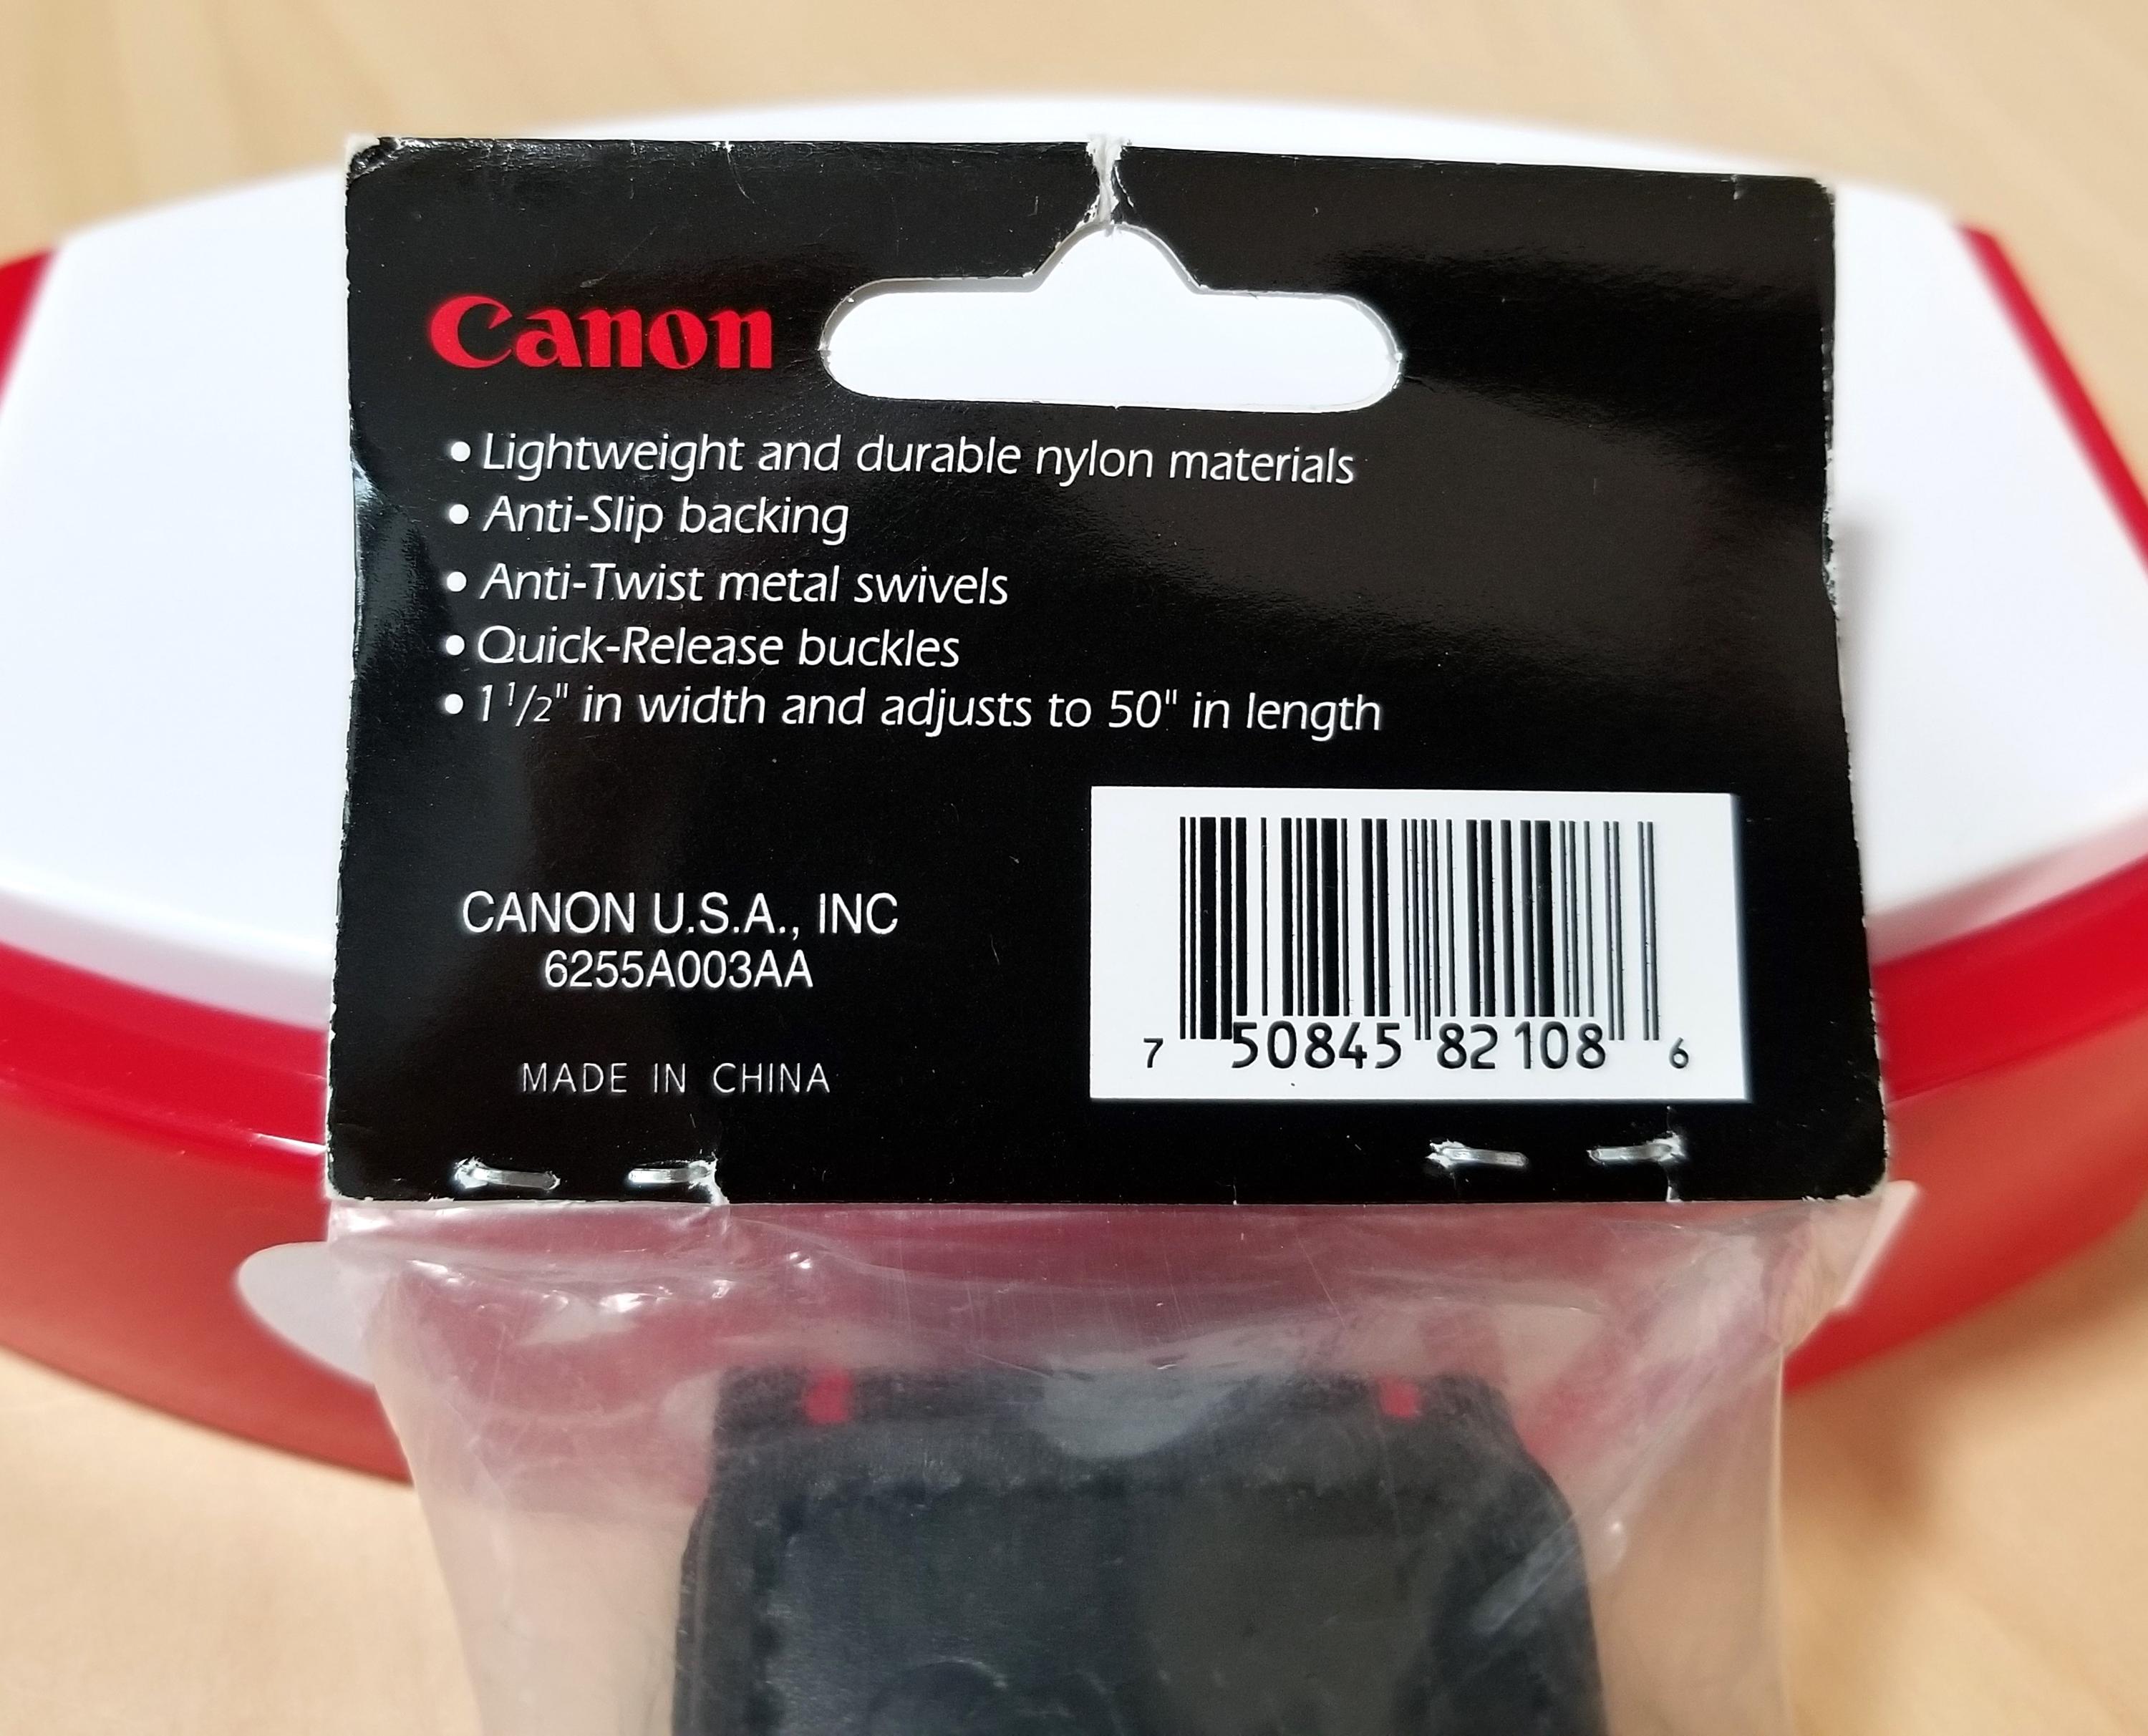 Canon
• Lightweight and durable nylon materials
• Anti-Slip backing
• Anti-Twist metal swivels
• Quick-Release buckles
• 1 1/2" in width and adjusts to 50" in length
CANON U.S.A., INC
6255A003AA
MADE IN CHINA
7 50845 82108 6